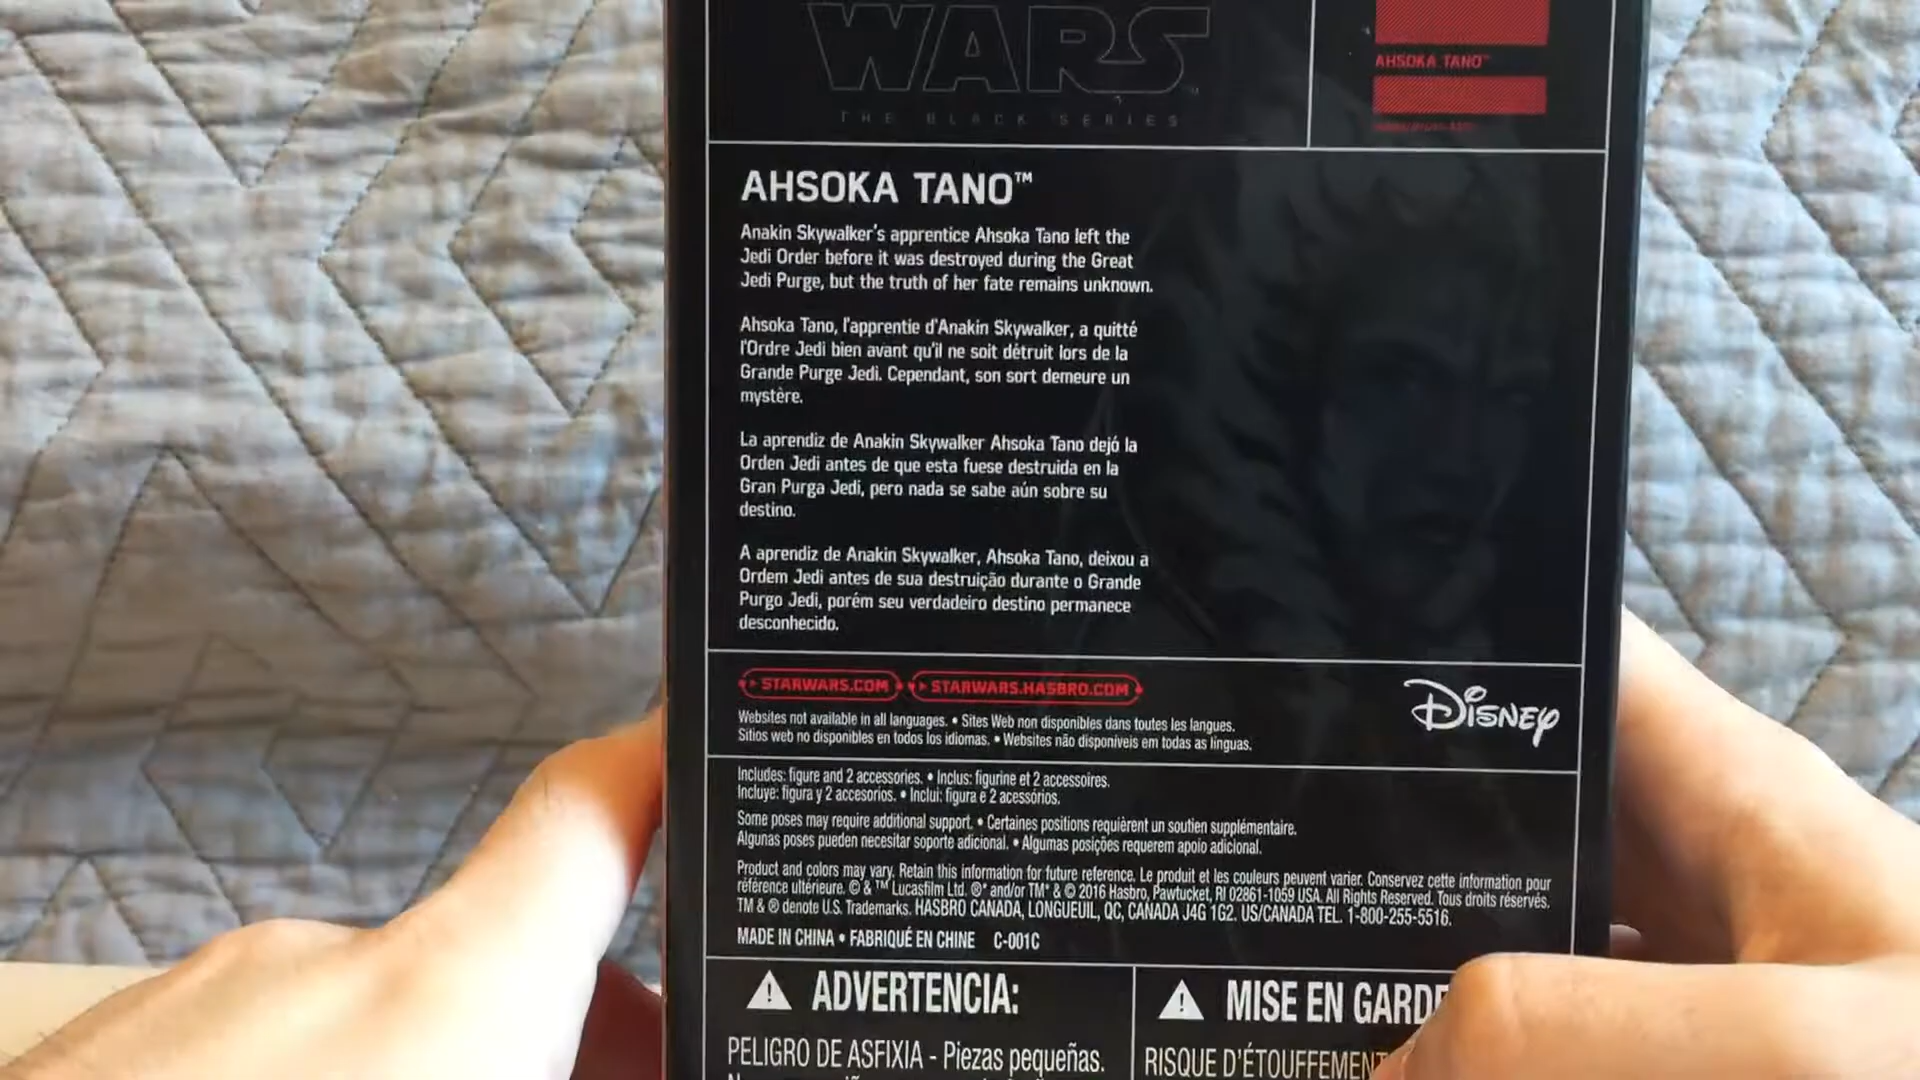 WARS
THE BLACK SERIES
AHSOKA TANO™
AHSOKA TANO™
Anakin Skywalker's apprentice Ahsoka Tano left the
Jedi Order before it was destroyed during the Great
Jedi Purge, but the truth of her fate remains unknown.
Ahsoka Tano, l'apprentie d'Anakin Skywalker, a quitté
l'Ordre Jedi bien avant qu'il ne soit détruit lors de la
Grande Purge Jedi. Cependant, son sort demeure un
mystère.
La aprendiz de Anakin Skywalker Ahsoka Tano dejó la
Orden Jedi antes de que esta fuese destruida en la
Gran Purga Jedi, pero nada se sabe aún sobre su
destino.
A aprendiz de Anakin Skywalker, Ahsoka Tano, deixou a
Ordem Jedi antes de sua destruição durante o Grande
Purgo Jedi, porém seu verdadeiro destino permanece
desconhecido.
STARWARS.COM STARWARS.HASBRO.COM
Disney
Websites not available in all languages. • Sites Web non disponibles dans toutes les langues.
Sitios web no disponibles en todos los idiomas. • Websites não disponíveis em todas as línguas.
Includes: figure and 2 accessories. • Inclus: figurine et 2 accessoires.
Incluye: figura y 2 accesorios. • Inclui: figura e 2 acessórios.
Some poses may require additional support. • Certaines positions requièrent un soutien supplémentaire.
Algunas poses pueden necesitar soporte adicional. • Algumas posições requerem apoio adicional.
Product and colors may vary. Retain this information for future reference. Le produit et les couleurs peuvent varier. Conservez cette information pour
référence ultérieure. © & ™ Lucasfilm Ltd. ®* and/or TM* & © 2016 Hasbro, Pawtucket, RI 02861-1059 USA. All Rights Reserved. Tous droits réservés.
TM & ® denote U.S. Trademarks. HASBRO CANADA, LONGUEUIL, QC, CANADA J4G 1G2. US/CANADA TEL. 1-800-255-5516.
MADE IN CHINA • FABRIQUÉ EN CHINE C-001C
ADVERTENCIA:
PELIGRO DE ASFIXIA - Piezas pequeñas.
MISE EN GARDE
RISQUE D'ÉTOUFFEMENT